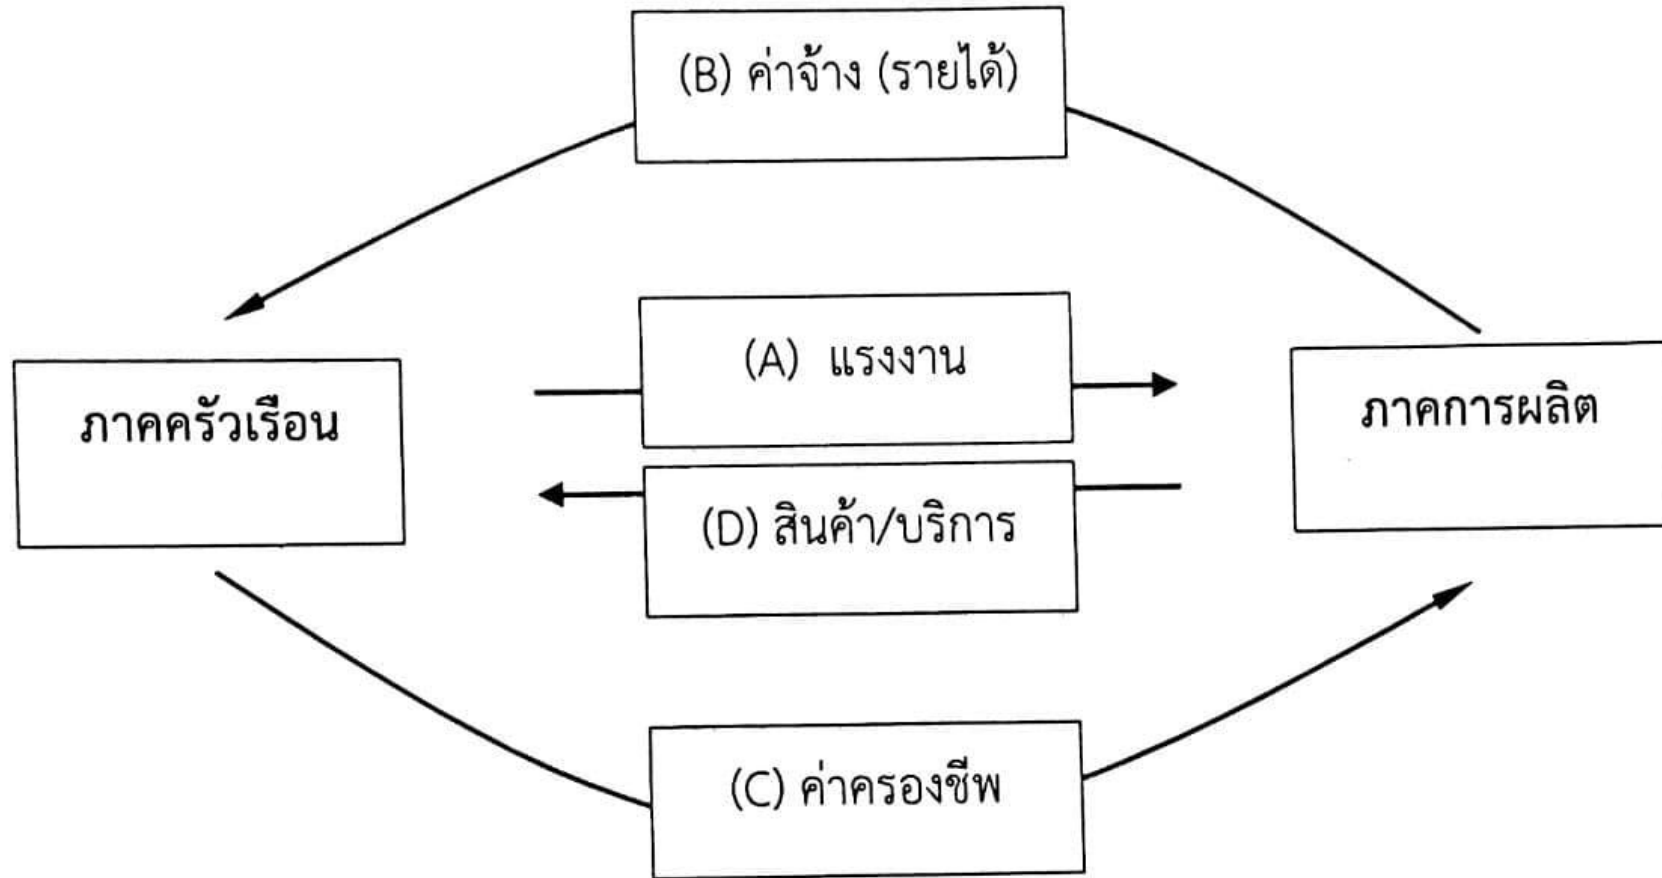 (B) ค่าจ้าง (รายได้)
(A) แรงงาน
ภาคครัวเรือน
ภาคการผลิต
(D) สินค้า/บริการ
(C) ค่าครองชีพ